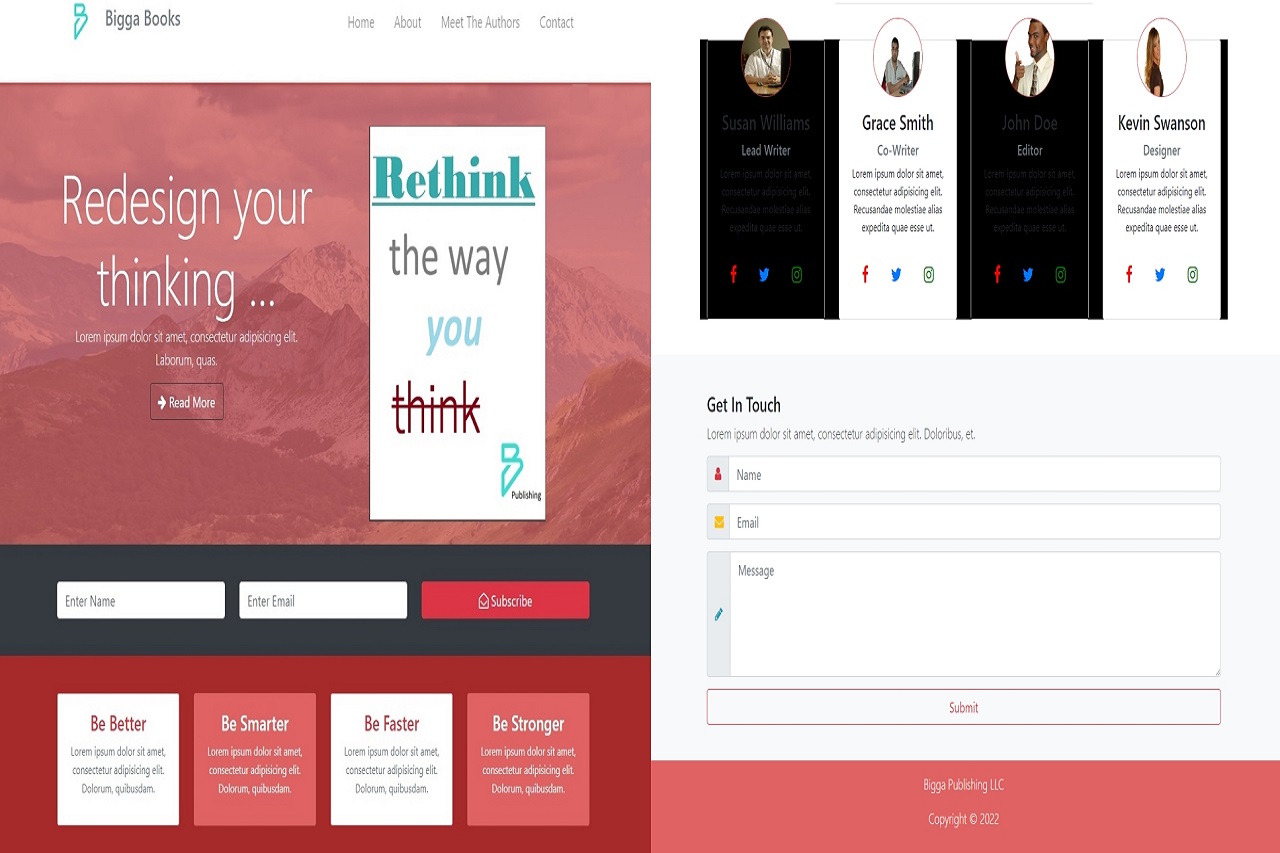 Bigga Books
Home About Meet The Authors Contact
Redesign your
thinking ...
Lorem ipsum dolor sit amet, consectetur adipisicing elit.
Laborum, quas.
Read More
Rethink
the way
you
think
Publishing
Enter Name
Enter Email
Subscribe
Be Better
Lorem ipsum dolor sit amet,
consectetur adipisicing elit.
Dolorum, quibusdam.
Be Smarter
Lorem ipsum dolor sit amet,
consectetur adipisicing elit.
Dolorum, quibusdam.
Be Faster
Lorem ipsum dolor sit amet,
consectetur adipisicing elit.
Dolorum, quibusdam.
Be Stronger
Lorem ipsum dolor sit amet,
consectetur adipisicing elit.
Dolorum, quibusdam.
Susan Williams
Lead Writer
Lorem ipsum dolor sit amet,
consectetur adipisicing elit.
Recusandae molestiae alias
expedita quae esse ut.
Grace Smith
Co-Writer
Lorem ipsum dolor sit amet,
consectetur adipisicing elit.
Recusandae molestiae alias
expedita quae esse ut.
John Doe
Editor
Lorem ipsum dolor sit amet,
consectetur adipisicing elit.
Recusandae molestiae alias
expedita quae esse ut.
Kevin Swanson
Designer
Lorem ipsum dolor sit amet,
consectetur adipisicing elit.
Recusandae molestiae alias
expedita quae esse ut.
Get In Touch
Lorem ipsum dolor sit amet, consectetur adipisicing elit. Doloribus, et.
Name
Email
Message
Submit
Bigga Publishing LLC
Copyright © 2022